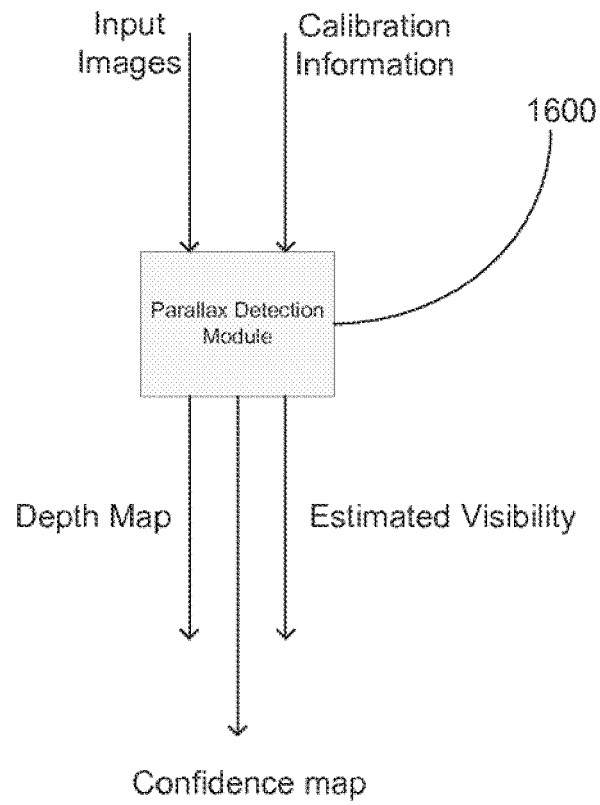 Input
Images
Calibration
Information
1600
Parallax Detection
Module
Depth Map
Estimated Visibility
Confidence map